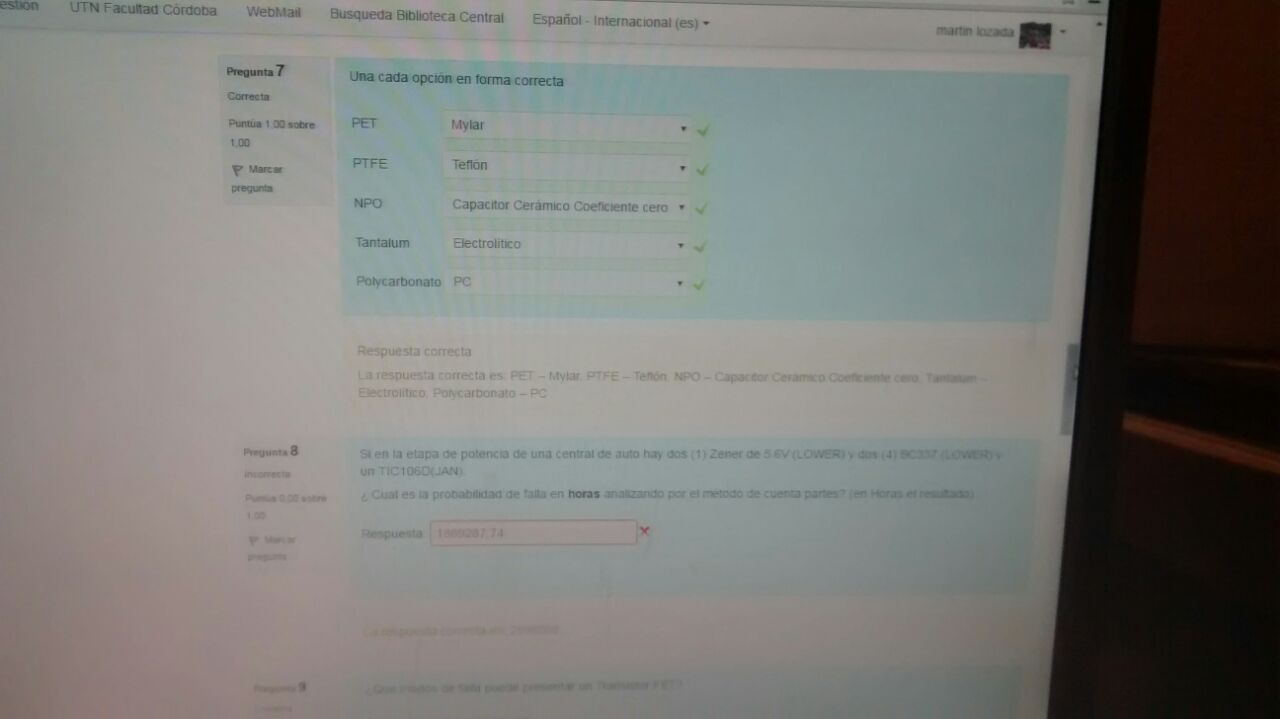 estión UTN Facultad Córdoba WebMail Busqueda Biblioteca Central Español - Internacional (es)
martin lozada
Pregunta 7
Correcta
Puntúa 1,00 sobre
1,00
Marcar
pregunta
Una cada opción en forma correcta
PET Mylar
PTFE Teflón
NPO Capacitor Cerámico Coeficiente cero
Tantalum Electrolítico
Polycarbonato PC
Respuesta correcta
La respuesta correcta es: PET – Mylar, PTFE – Teflón, NPO – Capacitor Cerámico Coeficiente cero, Tantalum –
Electrolítico, Polycarbonato – PC
Pregunta 8
Incorrecta
Puntúa 0,00 sobre
1,00
Marcar
pregunta
Si en la etapa de potencia de una central de auto hay dos (1) Zener de 5.6V (LOWER) y dos (4) BC337 (LOWER) y
un TIC106D(JAN).
¿ Cual es la probabilidad de falla en horas analizando por el método de cuenta partes? (en Horas el resultado)
Respuesta
La respuesta correcta es:
Pregunta 9
¿Que modos de falla puede presentar un Transistor FET?